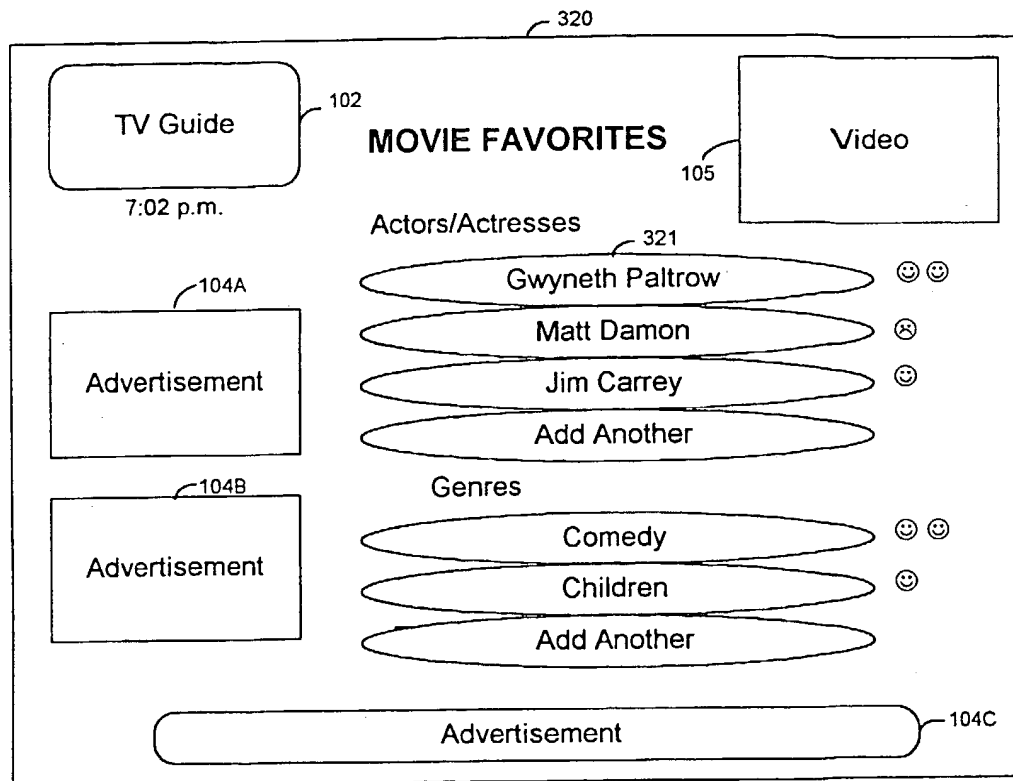 320
TV Guide
102
MOVIE FAVORITES
105
Video
7:02 p.m.
Actors/Actresses
321
Gwyneth Paltrow
Matt Damon
Jim Carrey
Add Another
104A
Advertisement
104B
Advertisement
Genres
Comedy
Children
Add Another
Advertisement
104C